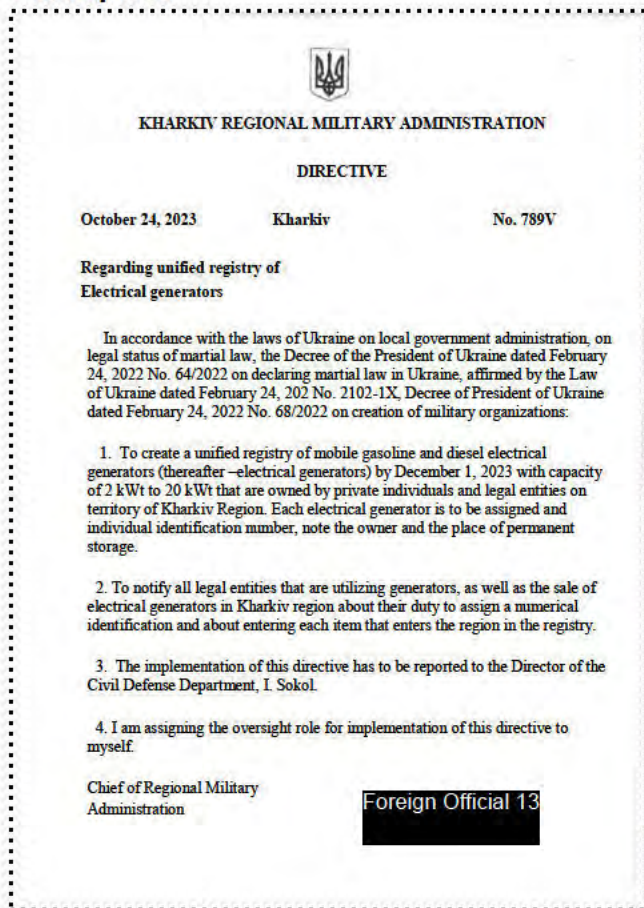 KHARKIV REGIONAL MILITARY ADMINISTRATION
DIRECTIVE
October 24, 2023 Kharkiv No. 789V
Regarding unified registry of
Electrical generators
In accordance with the laws of Ukraine on local government administration, on
legal status of martial law, the Decree of the President of Ukraine dated February
24, 2022 No. 64/2022 on declaring martial law in Ukraine, affirmed by the Law
of Ukraine dated February 24, 202 No. 2102-1X, Decree of President of Ukraine
dated February 24, 2022 No. 68/2022 on creation of military organizations:
1. To create a unified registry of mobile gasoline and diesel electrical
generators (thereafter –electrical generators) by December 1, 2023 with capacity
of 2 kWt to 20 kWt that are owned by private individuals and legal entities on
territory of Kharkiv Region. Each electrical generator is to be assigned and
individual identification number, note the owner and the place of permanent
storage.
2. To notify all legal entities that are utilizing generators, as well as the sale of
electrical generators in Kharkiv region about their duty to assign a numerical
identification and about entering each item that enters the region in the registry.
3. The implementation of this directive has to be reported to the Director of the
Civil Defense Department, I. Sokol.
4. I am assigning the oversight role for implementation of this directive to
myself.
Chief of Regional Military
Administration
Foreign Official 13